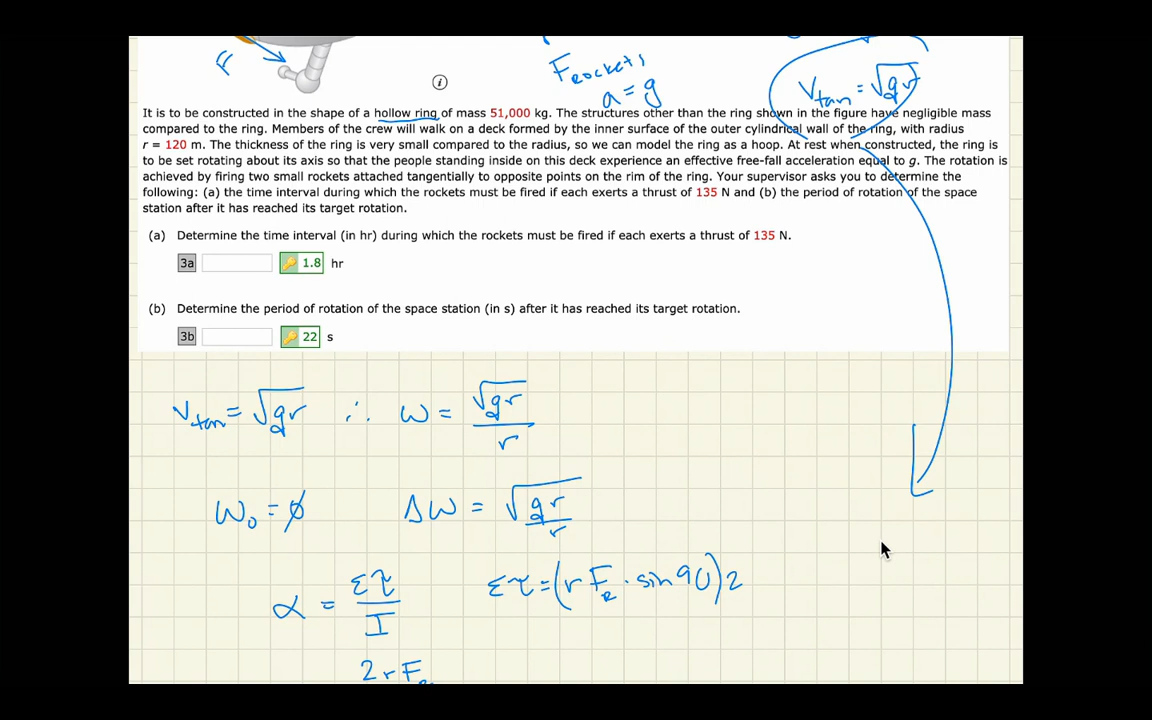 r
F rockets
a = g
Vtan = √gr
i
It is to be constructed in the shape of a hollow ring of mass 51,000 kg. The structures other than the ring shown in the figure have negligible mass
compared to the ring. Members of the crew will walk on a deck formed by the inner surface of the outer cylindrical wall of the ring, with radius
r = 120 m. The thickness of the ring is very small compared to the radius, so we can model the ring as a hoop. At rest when constructed, the ring is
to be set rotating about its axis so that the people standing inside on this deck experience an effective free-fall acceleration equal to g. The rotation is
achieved by firing two small rockets attached tangentially to opposite points on the rim of the ring. Your supervisor asks you to determine the
following: (a) the time interval during which the rockets must be fired if each exerts a thrust of 135 N and (b) the period of rotation of the space
station after it has reached its target rotation.
(a) Determine the time interval (in hr) during which the rockets must be fired if each exerts a thrust of 135 N.
3a 1.8 hr
(b) Determine the period of rotation of the space station (in s) after it has reached its target rotation.
3b 22 s
Vtan = √gr ∴ ω = √gr / r
ω₀ = ∅ Δω = √gr / r
α = Στ / I Στ = (r F_R · sin 90) 2
2 r F_R